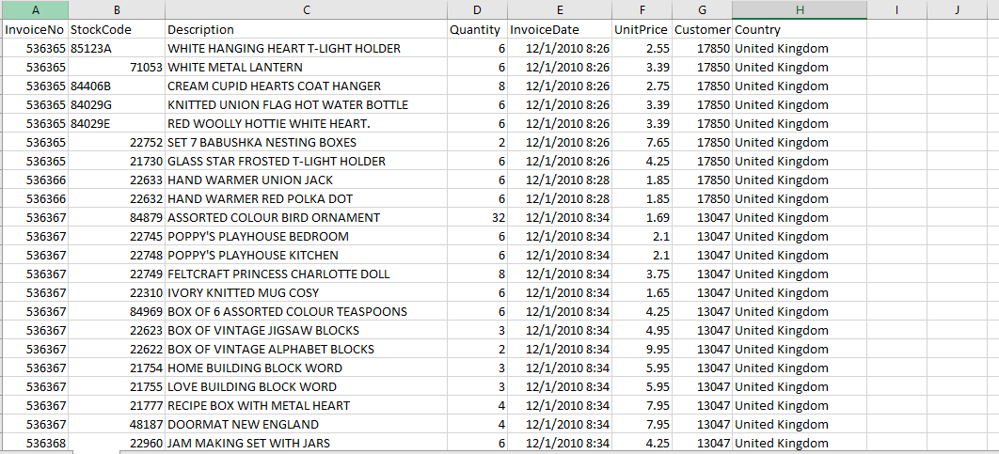 A B C D E F G H I J
InvoiceNo StockCode Description Quantity InvoiceDate UnitPrice Customer Country
536365 85123A WHITE HANGING HEART T-LIGHT HOLDER 6 12/1/2010 8:26 2.55 17850 United Kingdom
536365 71053 WHITE METAL LANTERN 6 12/1/2010 8:26 3.39 17850 United Kingdom
536365 84406B CREAM CUPID HEARTS COAT HANGER 8 12/1/2010 8:26 2.75 17850 United Kingdom
536365 84029G KNITTED UNION FLAG HOT WATER BOTTLE 6 12/1/2010 8:26 3.39 17850 United Kingdom
536365 84029E RED WOOLLY HOTTIE WHITE HEART. 6 12/1/2010 8:26 3.39 17850 United Kingdom
536365 22752 SET 7 BABUSHKA NESTING BOXES 2 12/1/2010 8:26 7.65 17850 United Kingdom
536365 21730 GLASS STAR FROSTED T-LIGHT HOLDER 6 12/1/2010 8:26 4.25 17850 United Kingdom
536366 22633 HAND WARMER UNION JACK 6 12/1/2010 8:28 1.85 17850 United Kingdom
536366 22632 HAND WARMER RED POLKA DOT 6 12/1/2010 8:28 1.85 17850 United Kingdom
536367 84879 ASSORTED COLOUR BIRD ORNAMENT 32 12/1/2010 8:34 1.69 13047 United Kingdom
536367 22745 POPPY'S PLAYHOUSE BEDROOM 6 12/1/2010 8:34 2.1 13047 United Kingdom
536367 22748 POPPY'S PLAYHOUSE KITCHEN 6 12/1/2010 8:34 2.1 13047 United Kingdom
536367 22749 FELTCRAFT PRINCESS CHARLOTTE DOLL 8 12/1/2010 8:34 3.75 13047 United Kingdom
536367 22310 IVORY KNITTED MUG COSY 6 12/1/2010 8:34 1.65 13047 United Kingdom
536367 84969 BOX OF 6 ASSORTED COLOUR TEASPOONS 6 12/1/2010 8:34 4.25 13047 United Kingdom
536367 22623 BOX OF VINTAGE JIGSAW BLOCKS 3 12/1/2010 8:34 4.95 13047 United Kingdom
536367 22622 BOX OF VINTAGE ALPHABET BLOCKS 2 12/1/2010 8:34 9.95 13047 United Kingdom
536367 21754 HOME BUILDING BLOCK WORD 3 12/1/2010 8:34 5.95 13047 United Kingdom
536367 21755 LOVE BUILDING BLOCK WORD 3 12/1/2010 8:34 5.95 13047 United Kingdom
536367 21777 RECIPE BOX WITH METAL HEART 4 12/1/2010 8:34 7.95 13047 United Kingdom
536367 48187 DOORMAT NEW ENGLAND 4 12/1/2010 8:34 7.95 13047 United Kingdom
536368 22960 JAM MAKING SET WITH JARS 6 12/1/2010 8:34 4.25 13047 United Kingdom